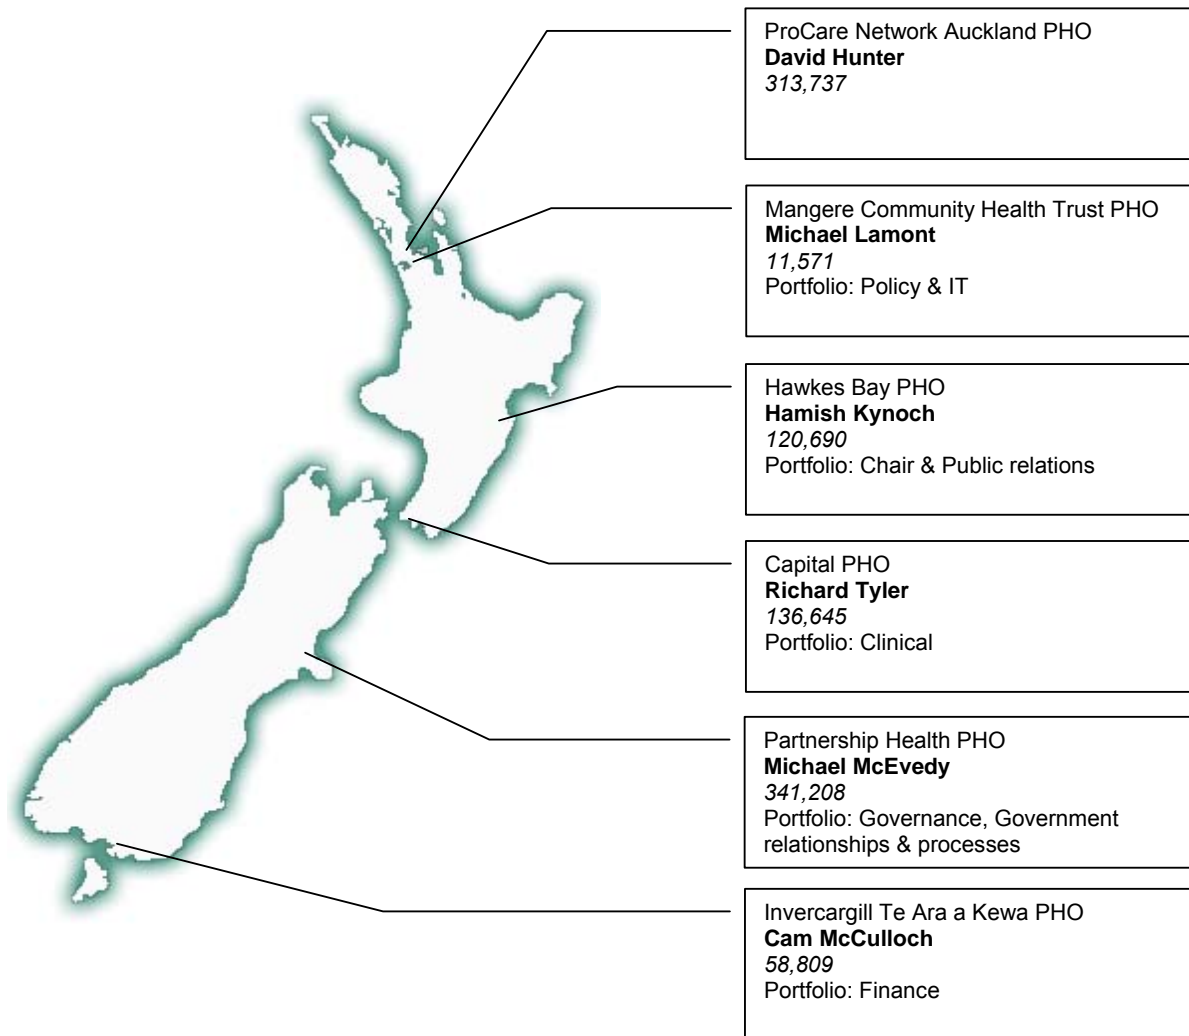 ProCare Network Auckland PHO
David Hunter
313,737
Mangere Community Health Trust PHO
Michael Lamont
11,571
Portfolio: Policy & IT
Hawkes Bay PHO
Hamish Kynoch
120,690
Portfolio: Chair & Public relations
Capital PHO
Richard Tyler
136,645
Portfolio: Clinical
Partnership Health PHO
Michael McEvedy
341,208
Portfolio: Governance, Government
relationships & processes
Invercargill Te Ara a Kewa PHO
Cam McCulloch
58,809
Portfolio: Finance